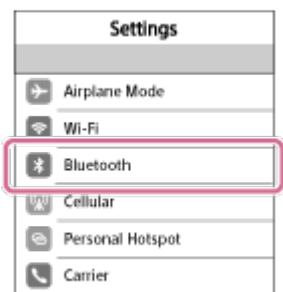 Settings
Airplane Mode
Wi-Fi
Bluetooth
Cellular
Personal Hotspot
Carrier